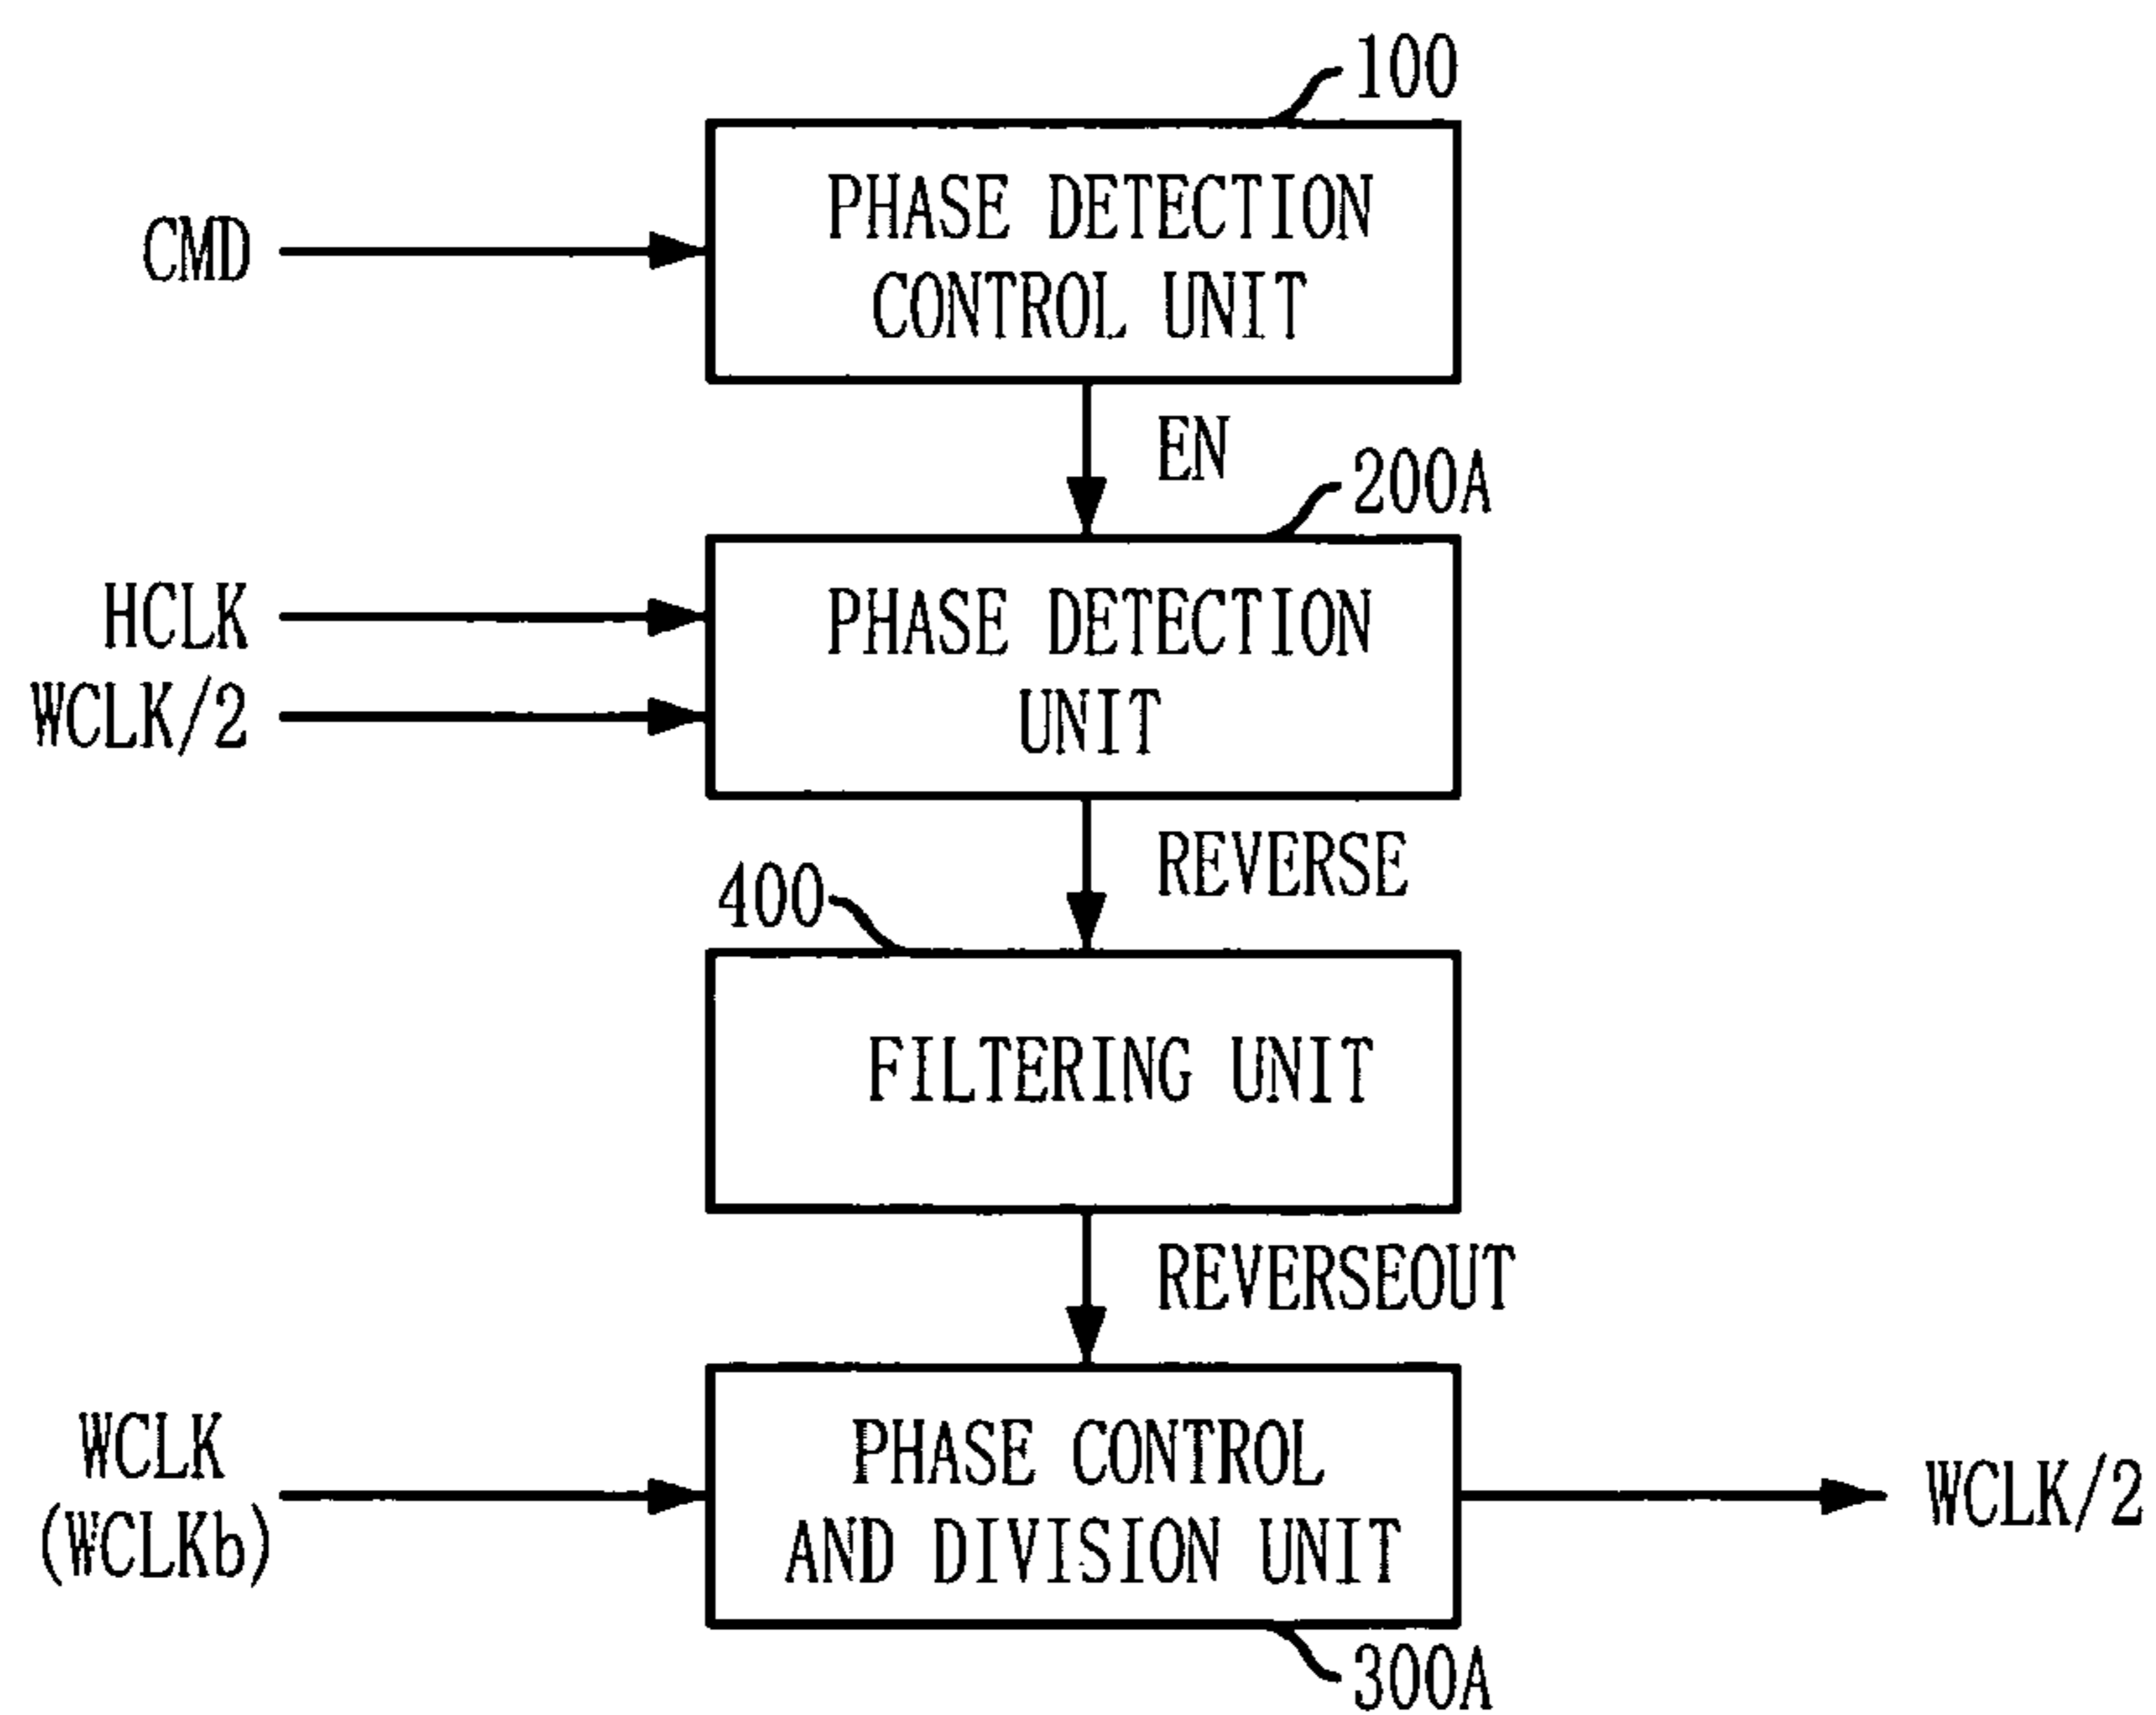 100
PHASE DETECTION
CONTROL UNIT
CMD
EN
200A
HCLK
WCLK/2
PHASE DETECTION
UNIT
REVERSE
400
FILTERING UNIT
REVERSEOUT
WCLK
(WCLKb)
PHASE CONTROL
AND DIVISION UNIT
WCLK/2
300A